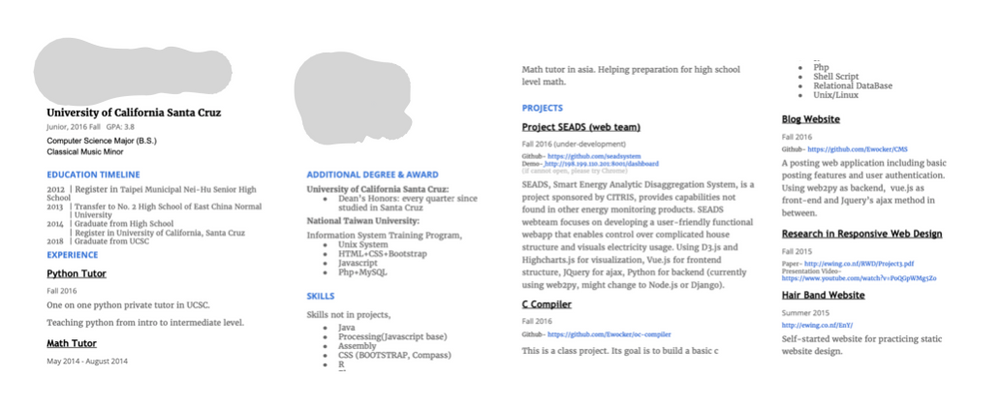 University of California Santa Cruz
Junior, 2016 Fall GPA: 3.8
Computer Science Major (B.S.)
Classical Music Minor
EDUCATION TIMELINE
2012 | Register in Taipei Municipal Nei-Hu Senior High
School
2013 | Transfer to No. 2 High School of East China Normal
| University
2014 | Graduate from High School
| Register in University of California, Santa Cruz
2018 | Graduate from UCSC
EXPERIENCE
Python Tutor
Fall 2016
One on one python private tutor in UCSC.
Teaching python from intro to intermediate level.
Math Tutor
May 2014 - August 2014
ADDITIONAL DEGREE & AWARD
University of California Santa Cruz:
● Dean's Honors: every quarter since
studied in Santa Cruz
National Taiwan University:
Information System Training Program,
● Unix System
● HTML+CSS+Bootstrap
● Javascript
● Php+MySQL
SKILLS
Skills not in projects,
● Java
● Processing(Javascript base)
● Assembly
● CSS (BOOTSTRAP, Compass)
● R
Math tutor in asia. Helping preparation for high school
level math.
PROJECTS
Project SEADS (web team)
Fall 2016 (under-development)
Github- https://github.com/seadsystem
Demo- http://198.199.110.201:8001/dashboard
(if cannot open, please try Chrome)
SEADS, Smart Energy Analytic Disaggregation System, is a
project sponsored by CITRIS, provides capabilities not
found in other energy monitoring products. SEADS
webteam focuses on developing a user-friendly functional
webapp that enables control over complicated house
structure and visuals electricity usage. Using D3.js and
Highcharts.js for visualization, Vue.js for frontend
structure, JQuery for ajax, Python for backend (currently
using web2py, might change to Node.js or Django).
C Compiler
Fall 2016
Github- https://github.com/Ewocker/oc-compiler
This is a class project. Its goal is to build a basic c
● Php
● Shell Script
● Relational DataBase
● Unix/Linux
Blog Website
Fall 2016
Github- https://github.com/Ewocker/CMS
A posting web application including basic
posting features and user authentication.
Using web2py as backend, vue.js as
front-end and Jquery's ajax method in
between.
Research in Responsive Web Design
Fall 2015
Paper- http://ewing.co.nf/RWD/Project3.pdf
Presentation Video-
https://www.youtube.com/watch?v=PoQGpWMg5Zo
Hair Band Website
Summer 2015
http://ewing.co.nf/EnY/
Self-started website for practicing static
website design.